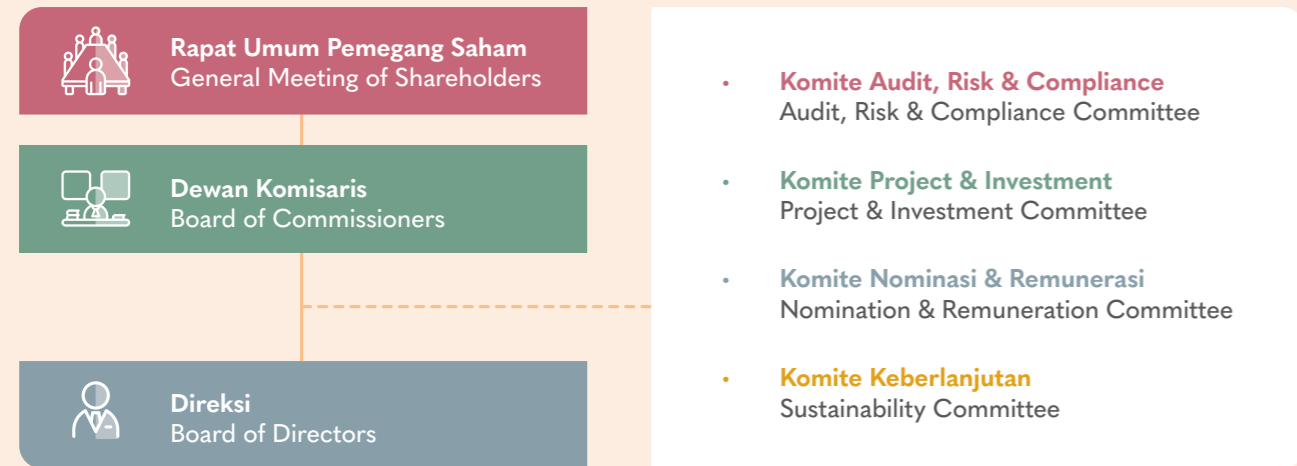 Rapat Umum Pemegang Saham
General Meeting of Shareholders
Dewan Komisaris
Board of Commissioners
Direksi
Board of Directors
• Komite Audit, Risk & Compliance
Audit, Risk & Compliance Committee
• Komite Project & Investment
Project & Investment Committee
• Komite Nominasi & Remunerasi
Nomination & Remuneration Committee
• Komite Keberlanjutan
Sustainability Committee